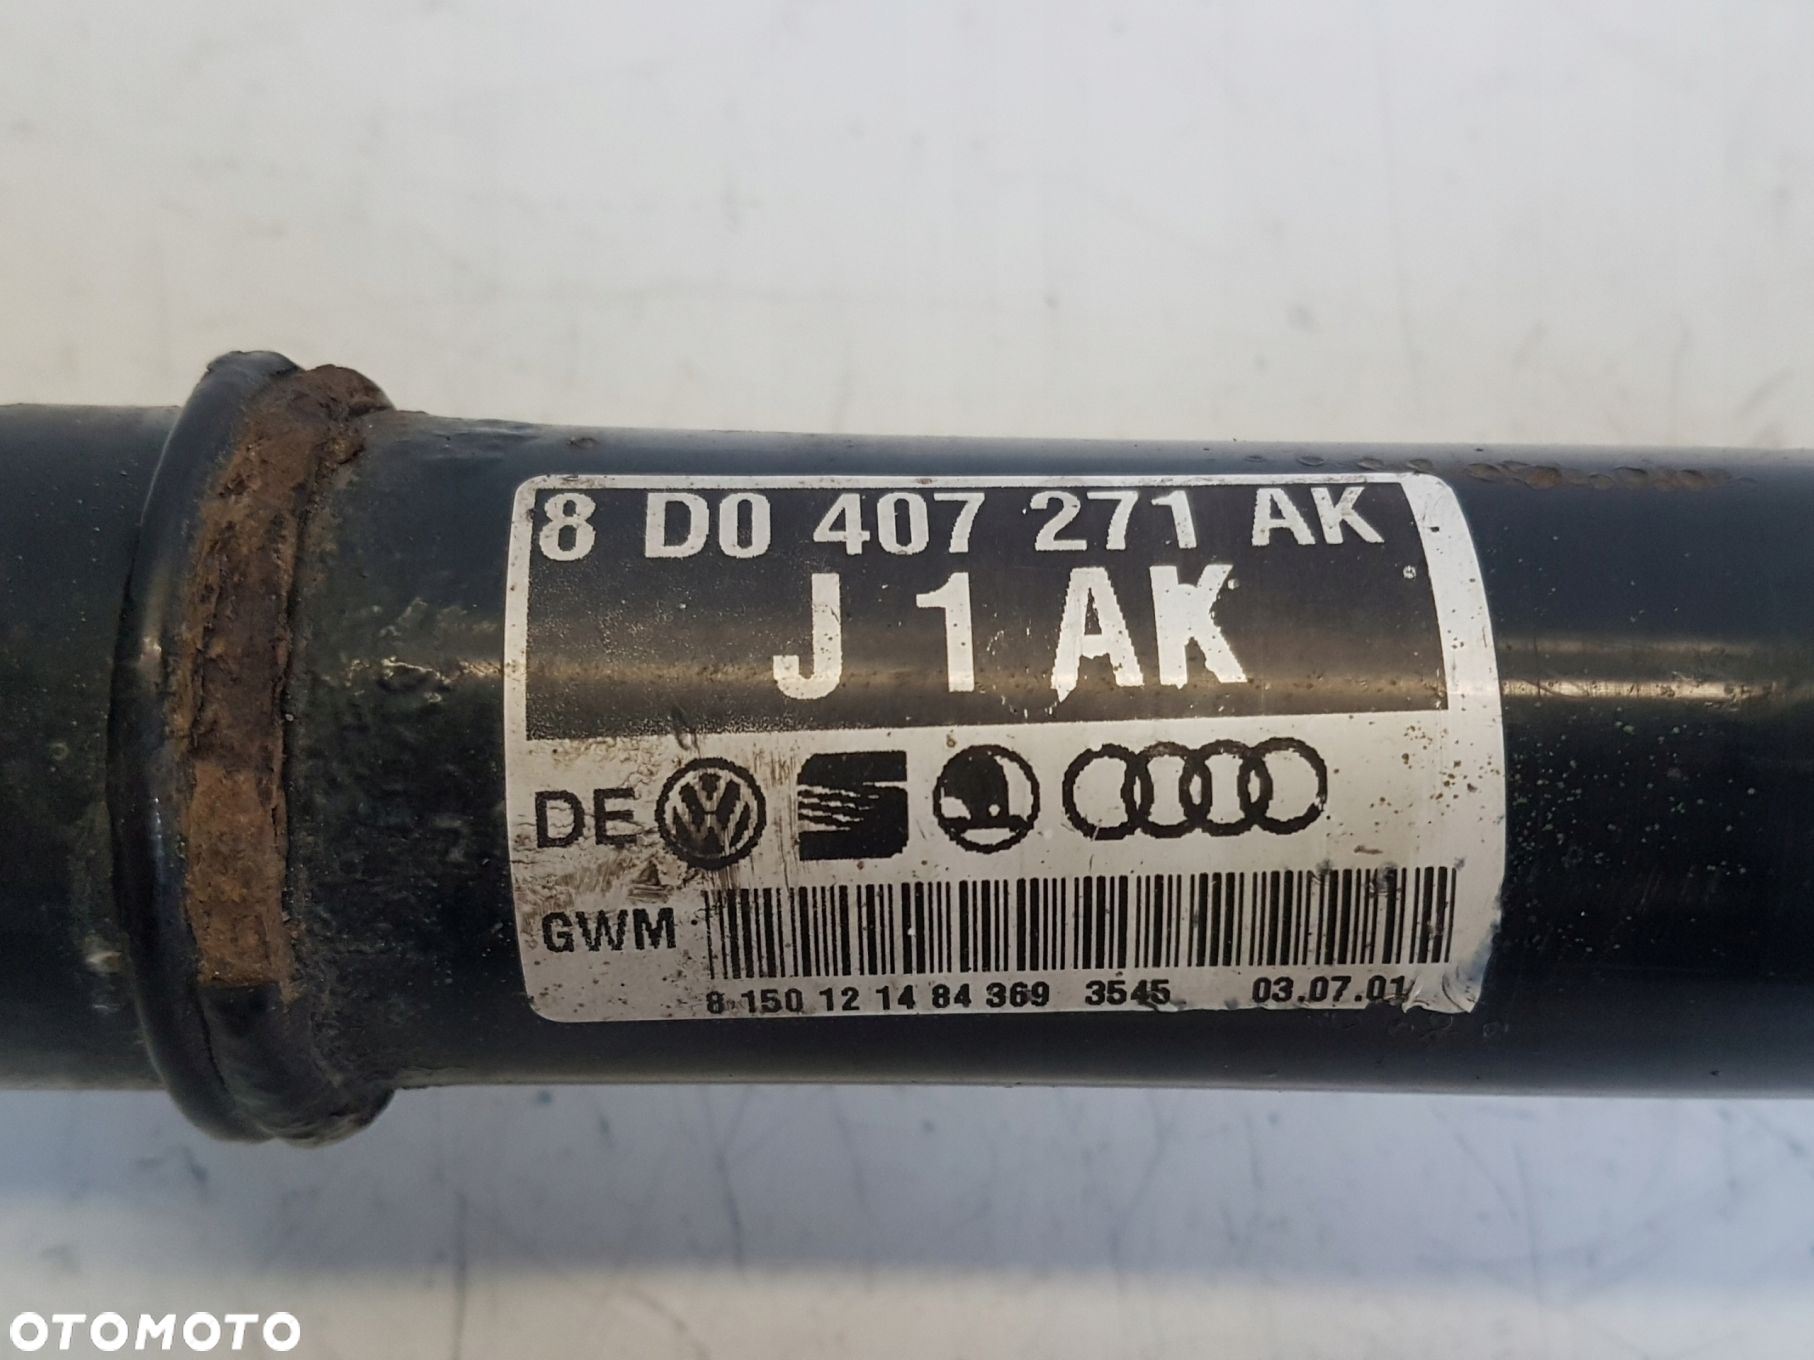 8 D0 407 271 AK
J 1 AK
DE
GWM
8 150 12 14 84 369 3545 03.07.01
OTOMOTO